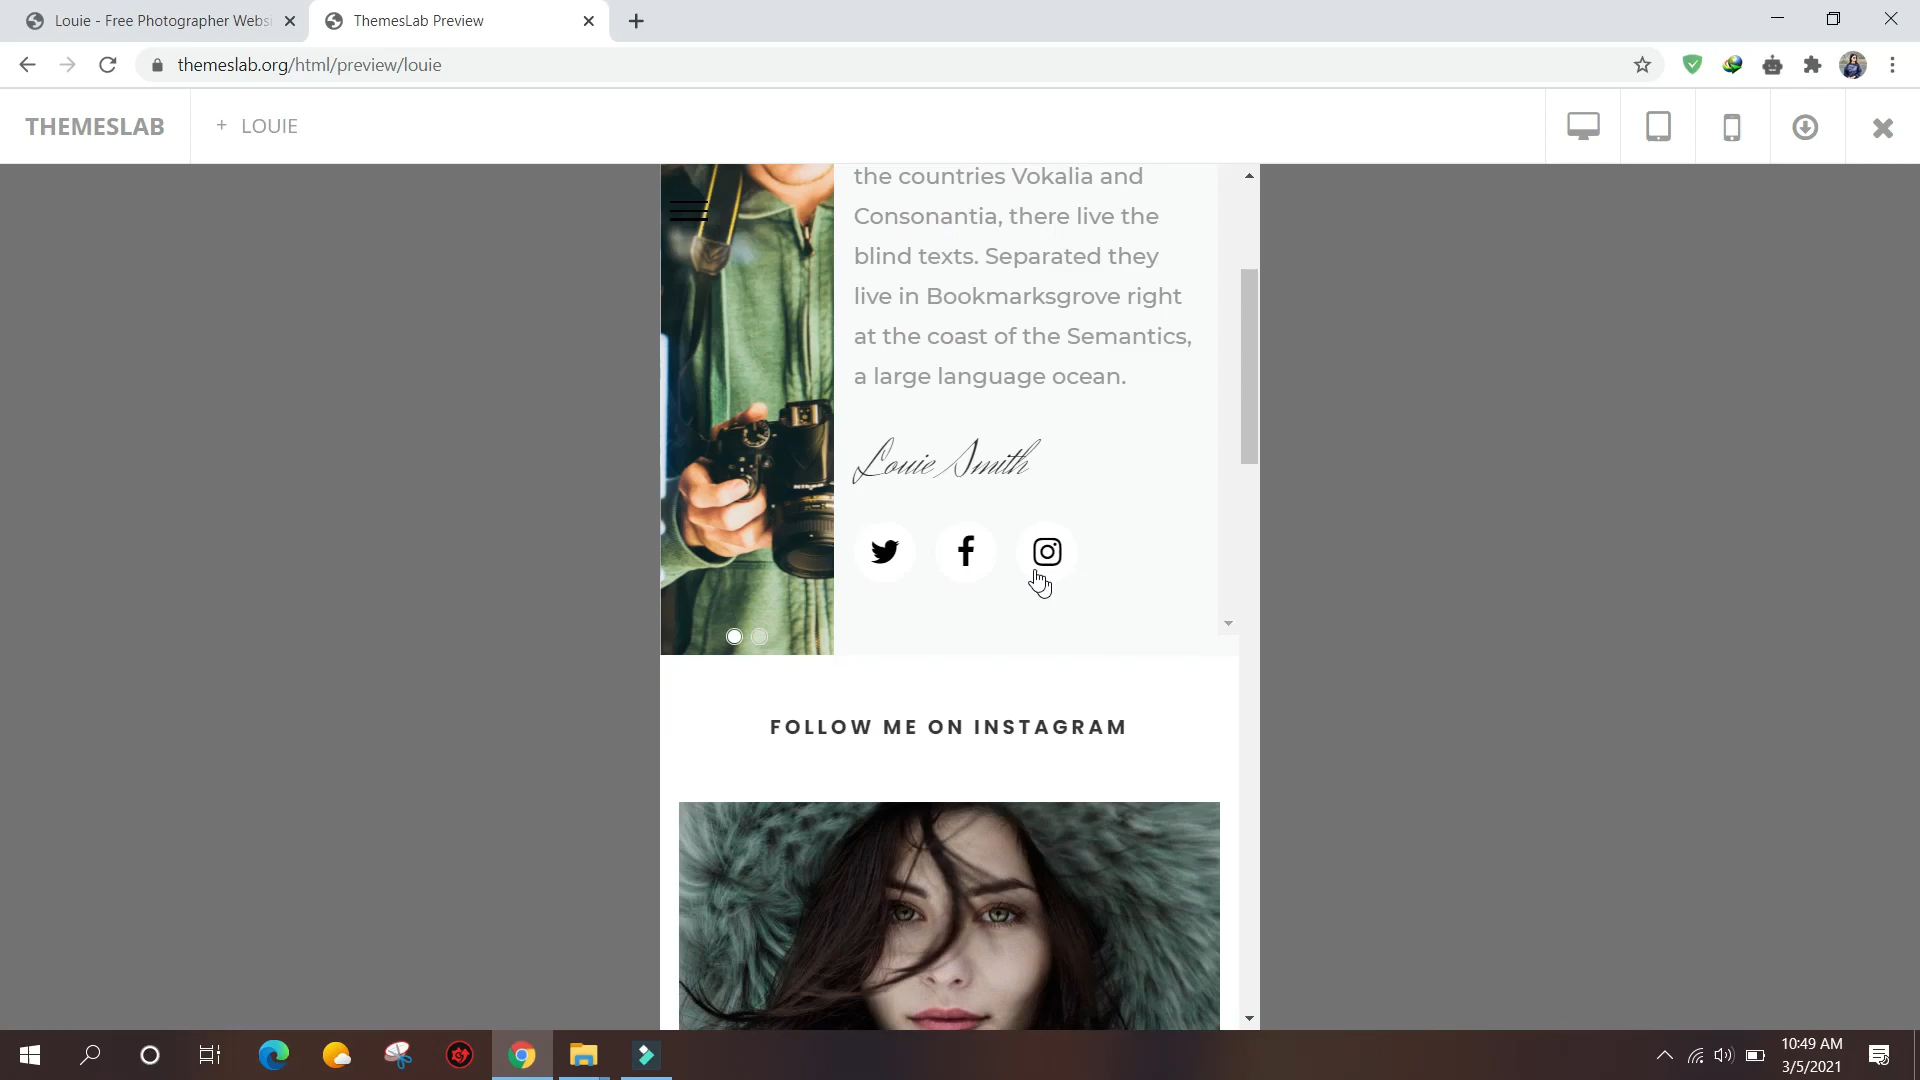 Louie - Free Photographer Websi
ThemesLab Preview
themeslab.org/html/preview/louie
THEMESLAB
+ LOUIE
the countries Vokalia and
Consonantia, there live the
blind texts. Separated they
live in Bookmarksgrove right
at the coast of the Semantics,
a large language ocean.
Louie Smith
FOLLOW ME ON INSTAGRAM
10:49 AM
3/5/2021